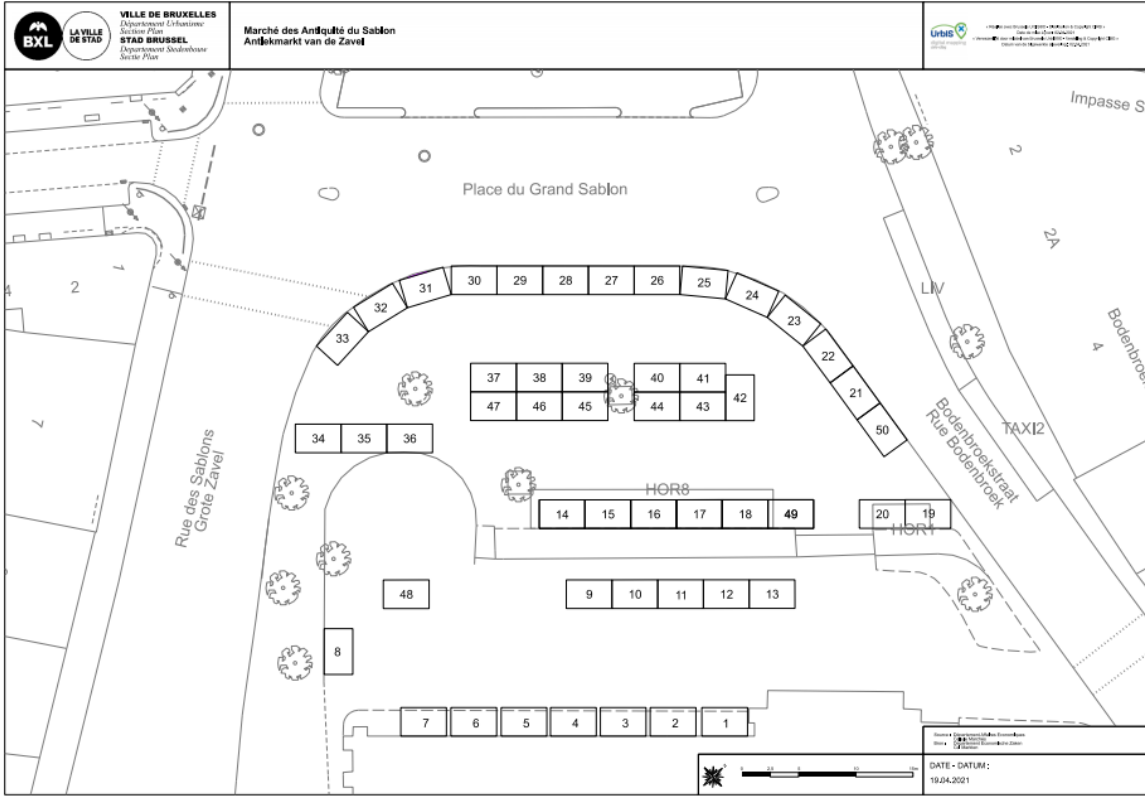 BXL
LA VILLE
DE STAD
VILLE DE BRUXELLES
Département Urbanisme
Section Plan
STAD BRUSSEL
Departement Stedenbouw
Sectie Plan
Marché des Antiquité du Sablon
Antiekmarkt van de Zavel
UrbIS
Impasse S
Place du Grand Sablon
2
2A
1
2
4
LIV
30 29 28 27 26
31 25
32 24
33 23
22
21
50
4
Bodenbroe
7
37 38 39 40 41
42
47 46 45 44 43
34 35 36
Rue des Sablons
Grote Zavel
Bodenbroekstraat
Rue Bodenbroek
TAXI2
HOR8
14 15 16 17 18 49 20 19
HOR1
48 9 10 11 12 13
8
7 6 5 4 3 2 1
DATE - DATUM :
19.04.2021